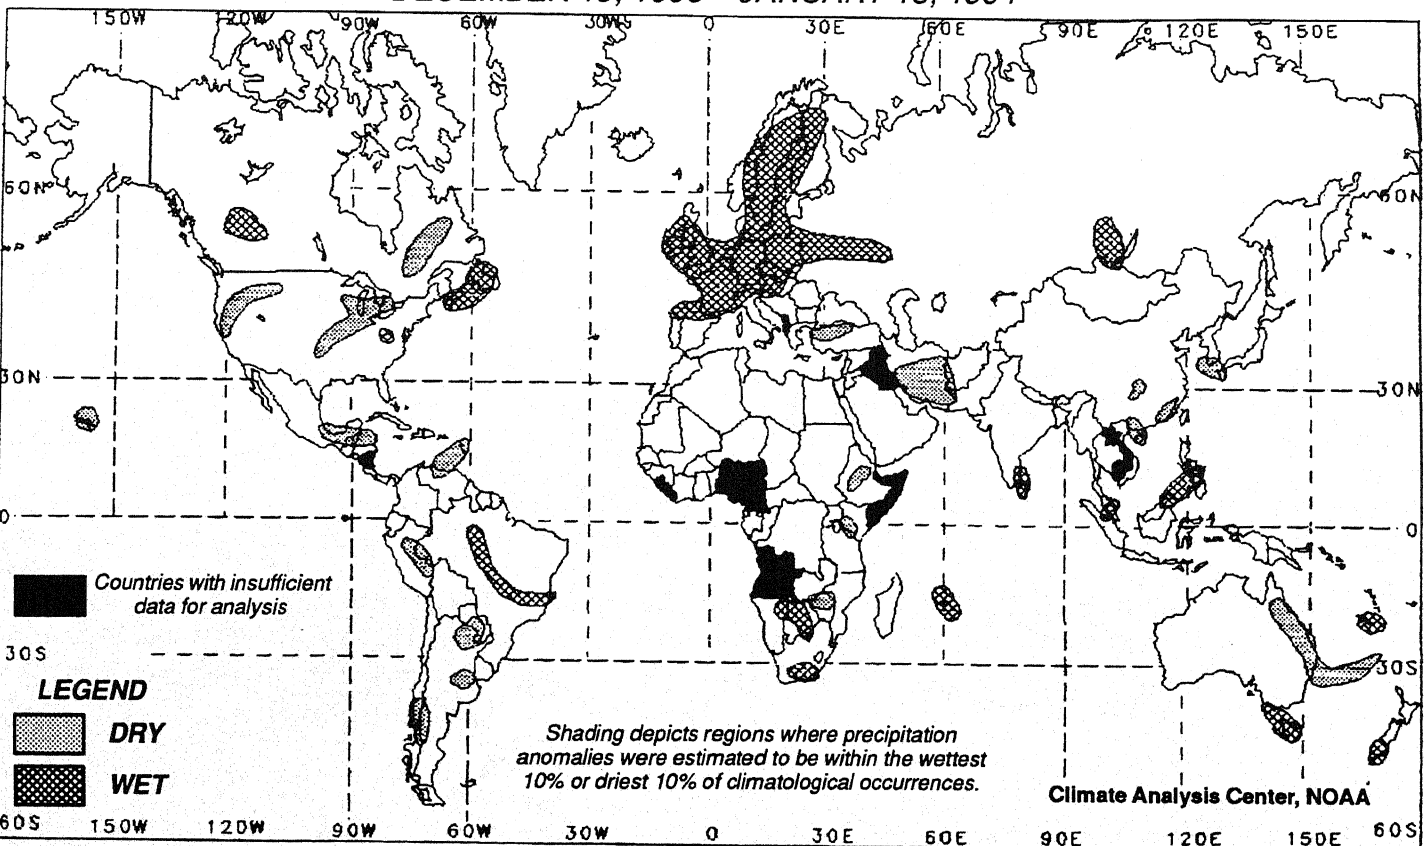 150W 120W 90W 60W 30W 0 30E 60E 90E 120E 150E
60N 60N
30N 30N
0 0
Countries with insufficient
data for analysis
30S 30S
LEGEND
DRY
WET
Shading depicts regions where precipitation
anomalies were estimated to be within the wettest
10% or driest 10% of climatological occurrences.
Climate Analysis Center, NOAA
60S 150W 120W 90W 60W 30W 0 30E 60E 90E 120E 150E 60S